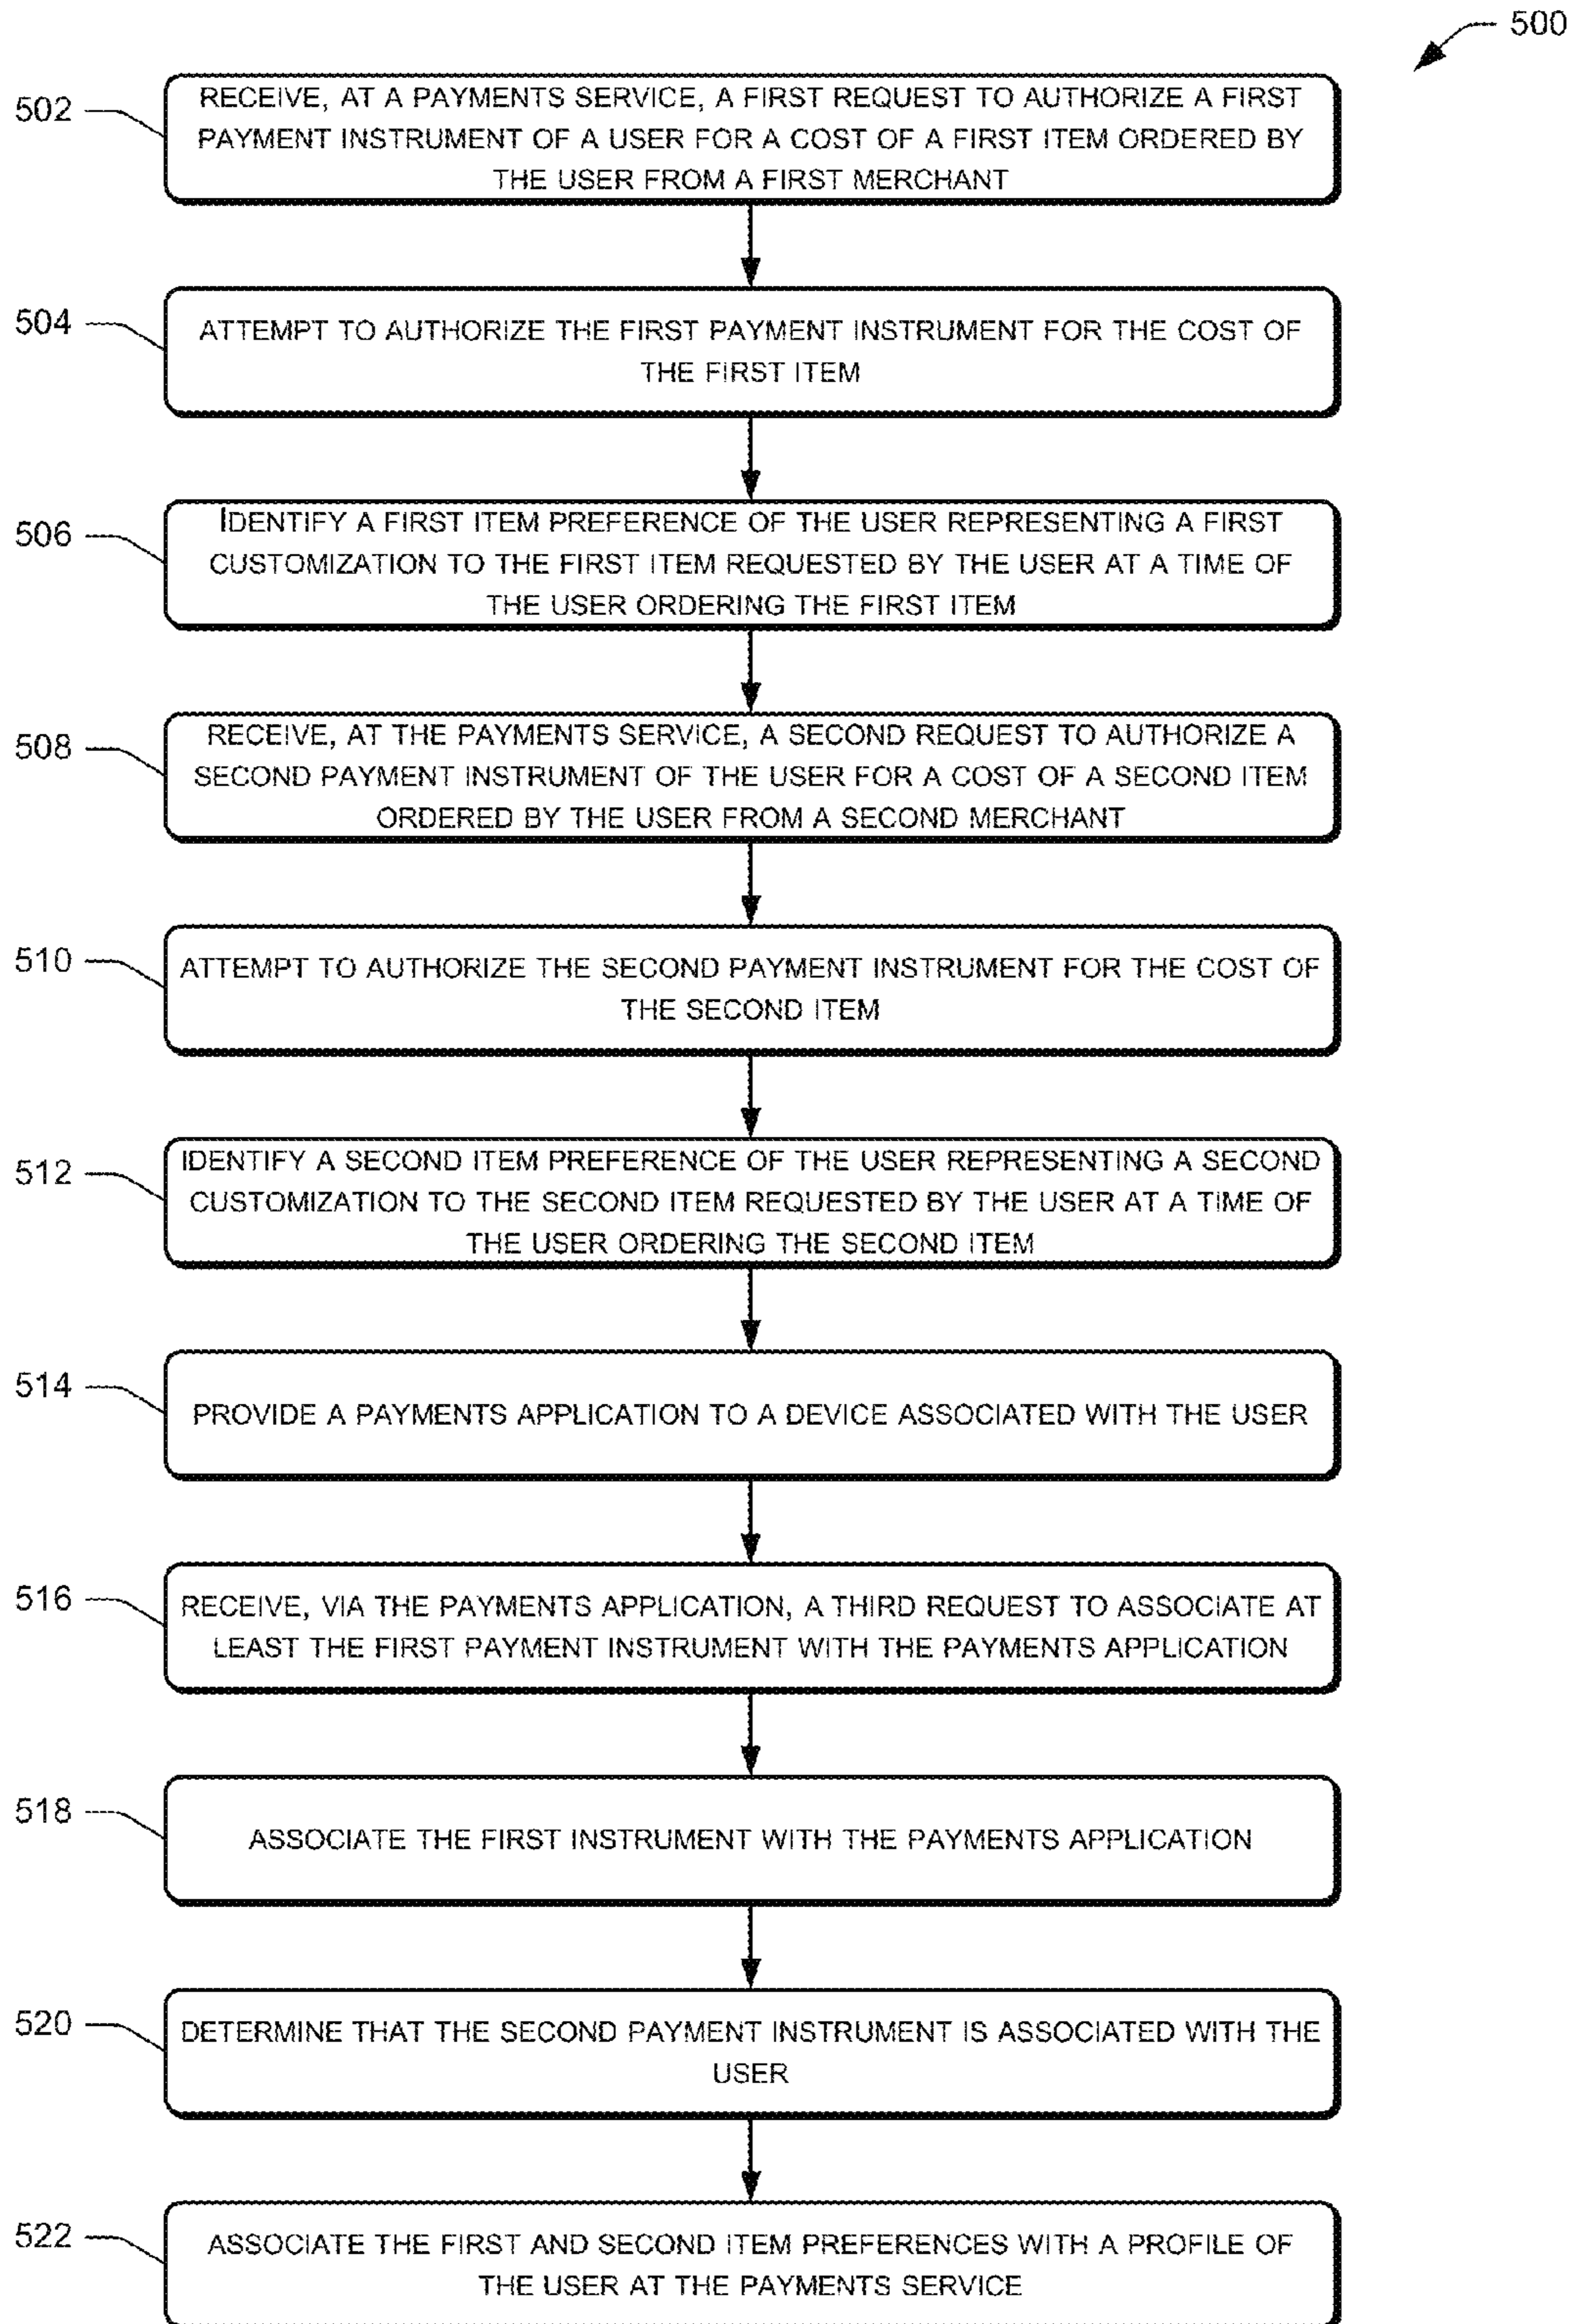 500
502
RECEIVE, AT A PAYMENTS SERVICE, A FIRST REQUEST TO AUTHORIZE A FIRST
PAYMENT INSTRUMENT OF A USER FOR A COST OF A FIRST ITEM ORDERED BY
THE USER FROM A FIRST MERCHANT
504
ATTEMPT TO AUTHORIZE THE FIRST PAYMENT INSTRUMENT FOR THE COST OF
THE FIRST ITEM
506
IDENTIFY A FIRST ITEM PREFERENCE OF THE USER REPRESENTING A FIRST
CUSTOMIZATION TO THE FIRST ITEM REQUESTED BY THE USER AT A TIME OF
THE USER ORDERING THE FIRST ITEM
508
RECEIVE, AT THE PAYMENTS SERVICE, A SECOND REQUEST TO AUTHORIZE A
SECOND PAYMENT INSTRUMENT OF THE USER FOR A COST OF A SECOND ITEM
ORDERED BY THE USER FROM A SECOND MERCHANT
510
ATTEMPT TO AUTHORIZE THE SECOND PAYMENT INSTRUMENT FOR THE COST OF
THE SECOND ITEM
512
IDENTIFY A SECOND ITEM PREFERENCE OF THE USER REPRESENTING A SECOND
CUSTOMIZATION TO THE SECOND ITEM REQUESTED BY THE USER AT A TIME OF
THE USER ORDERING THE SECOND ITEM
514
PROVIDE A PAYMENTS APPLICATION TO A DEVICE ASSOCIATED WITH THE USER
516
RECEIVE, VIA THE PAYMENTS APPLICATION, A THIRD REQUEST TO ASSOCIATE AT
LEAST THE FIRST PAYMENT INSTRUMENT WITH THE PAYMENTS APPLICATION
518
ASSOCIATE THE FIRST INSTRUMENT WITH THE PAYMENTS APPLICATION
520
DETERMINE THAT THE SECOND PAYMENT INSTRUMENT IS ASSOCIATED WITH THE
USER
522
ASSOCIATE THE FIRST AND SECOND ITEM PREFERENCES WITH A PROFILE OF
THE USER AT THE PAYMENTS SERVICE